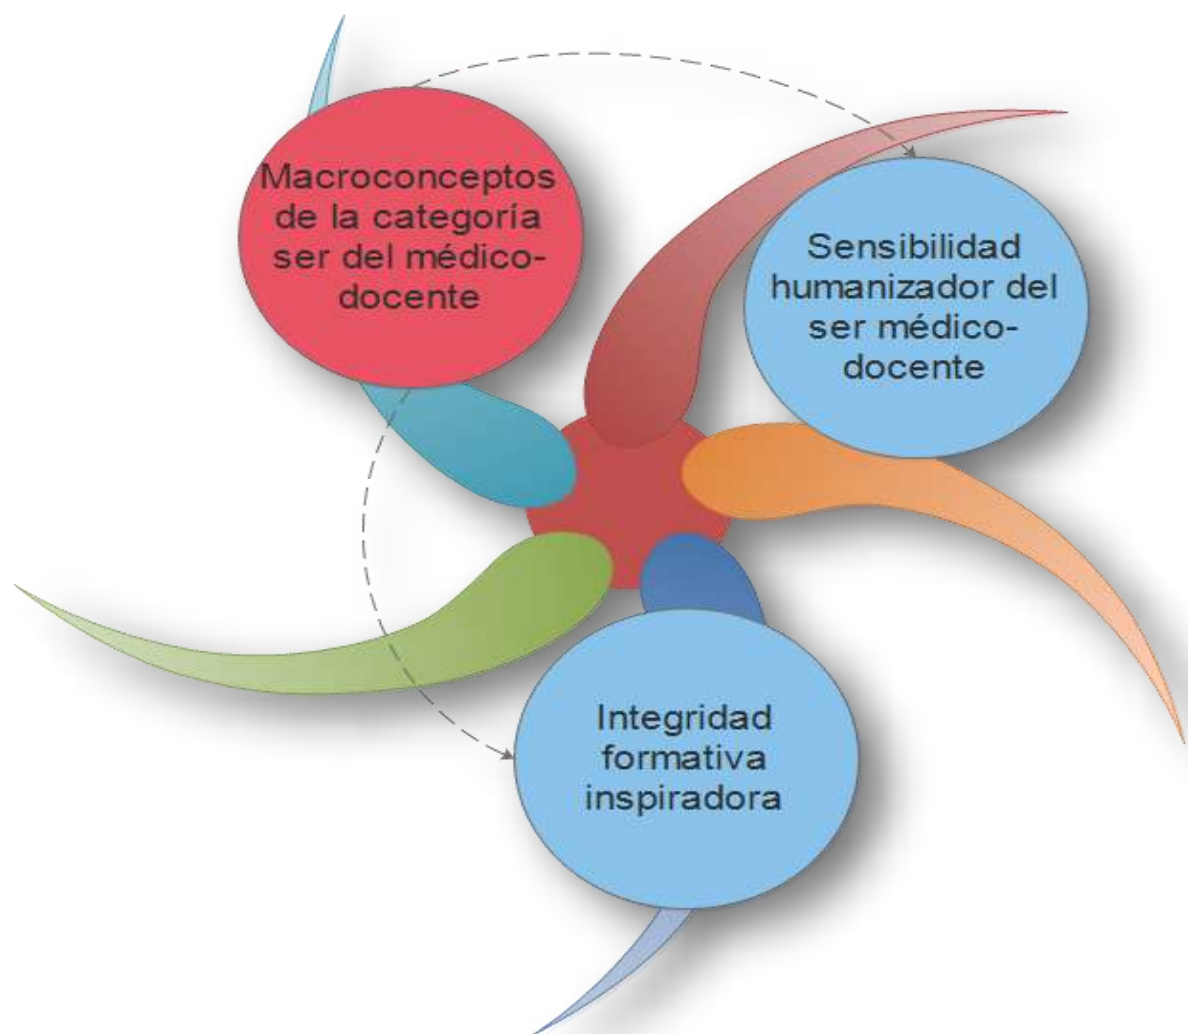 Macroconceptos
de la categoría
ser del médico-
docente
Sensibilidad
humanizador del
ser médico-
docente
Integridad
formativa
inspiradora